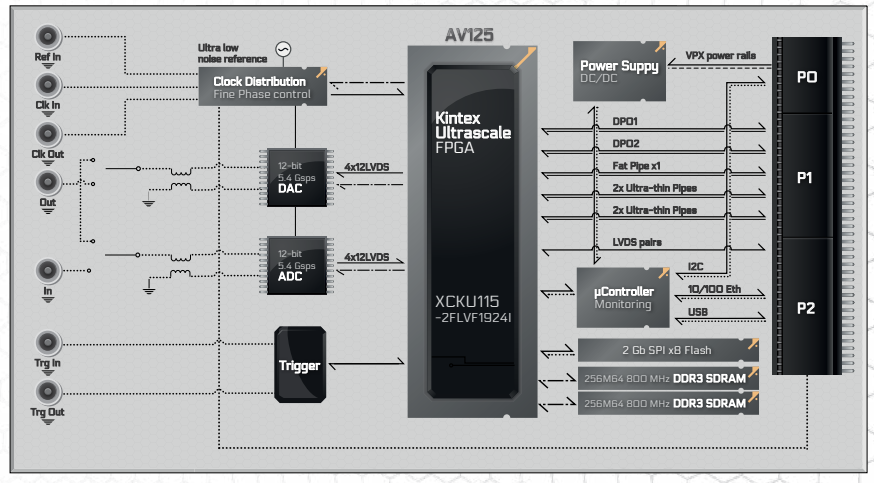 AV125
Ref In
Clk In
Clk Out
Out
In
Trg In
Trg Out
Ultra low
noise reference
Clock Distribution
Fine Phase control
12-bit
5.4 Gsps
DAC
4x12LVDS
12-bit
5.4 Gsps
ADC
4x12LVDS
Trigger
Kintex
Ultrascale
FPGA
XCKU115
-2FLVF1924I
Power Supply
DC/DC
VPX power rails
DPO1
DPO2
Fat Pipe x1
2x Ultra-thin Pipes
2x Ultra-thin Pipes
LVDS pairs
I2C
10/100 Eth
USB
µController
Monitoring
2 Gb SPI x8 Flash
256M64 800 MHz DDR3 SDRAM
256M64 800 MHz DDR3 SDRAM
P0
P1
P2